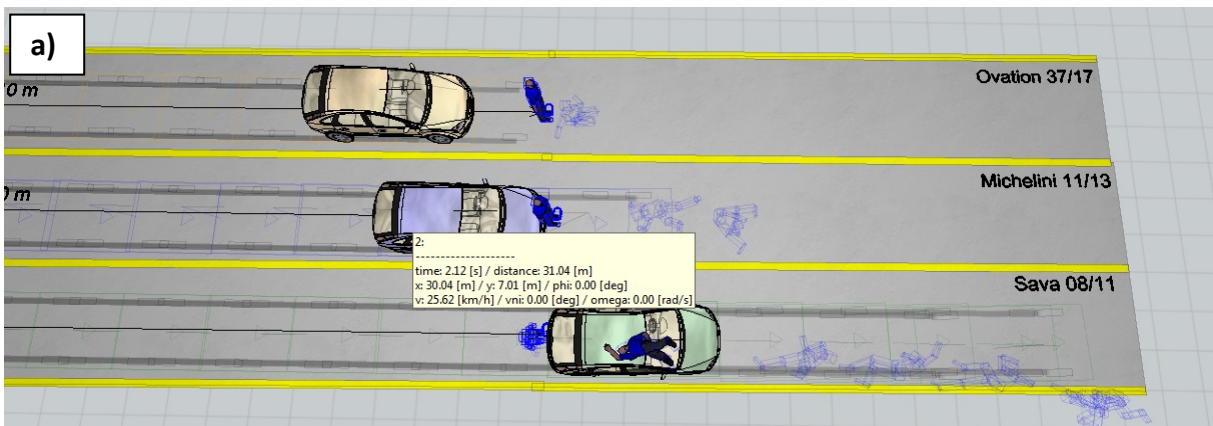 a)
Ovation 37/17
0 m
Michelini 11/13
0 m
2:
---------------------
time: 2.12 [s] / distance: 31.04 [m]
x: 30.04 [m] / y: 7.01 [m] / phi: 0.00 [deg]
v: 25.62 [km/h] / vni: 0.00 [deg] / omega: 0.00 [rad/s]
Sava 08/11